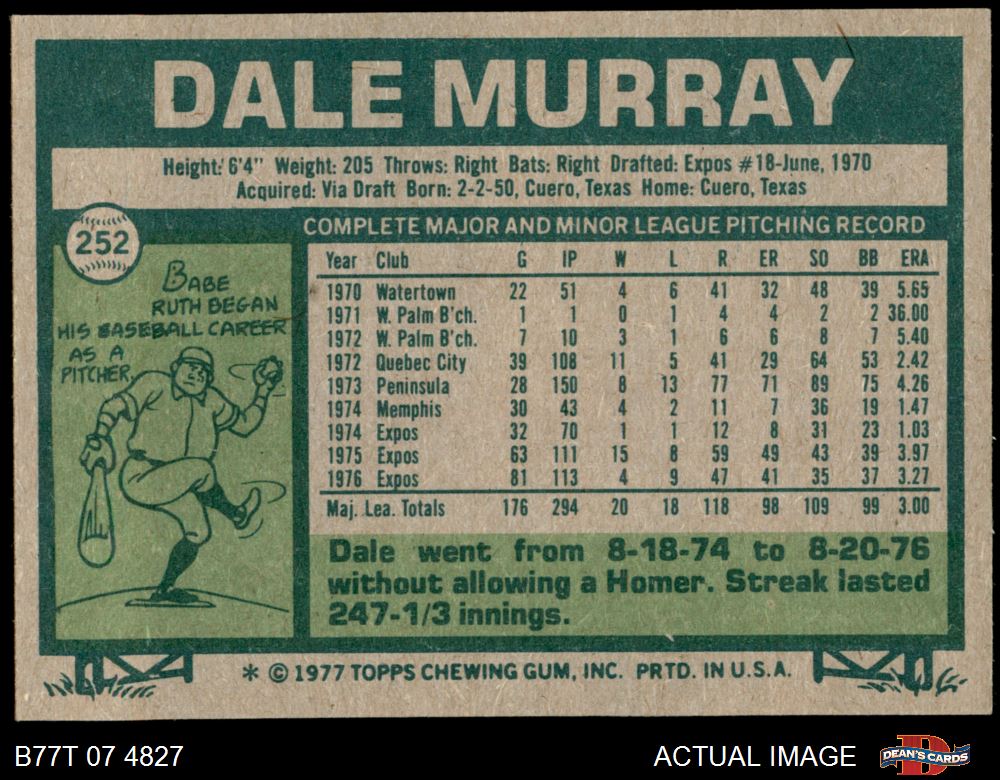 DALE MURRAY
Height: 6'4" Weight: 205 Throws: Right Bats: Right Drafted: Expos #18-June, 1970
Acquired: Via Draft Born: 2-2-50, Cuero, Texas Home: Cuero, Texas
252
BABE
RUTH BEGAN
HIS BASEBALL CAREER
AS A
PITCHER
COMPLETE MAJOR AND MINOR LEAGUE PITCHING RECORD
Year Club G IP W L R ER SO BB ERA
1970 Watertown 22 51 4 6 41 32 48 39 5.65
1971 W. Palm B'ch. 1 1 0 1 4 4 2 2 36.00
1972 W. Palm B'ch. 7 10 3 1 6 6 8 7 5.40
1972 Quebec City 39 108 11 5 41 29 64 53 2.42
1973 Peninsula 28 150 8 13 77 71 89 75 4.26
1974 Memphis 30 43 4 2 11 7 36 19 1.47
1974 Expos 32 70 1 1 12 8 31 23 1.03
1975 Expos 63 111 15 8 59 49 43 39 3.97
1976 Expos 81 113 4 9 47 41 35 37 3.27
Maj. Lea. Totals 176 294 20 18 118 98 109 99 3.00
Dale went from 8-18-74 to 8-20-76
without allowing a Homer. Streak lasted
247-1/3 innings.
* © 1977 TOPPS CHEWING GUM, INC. PRTD. IN U.S.A.
B77T 07 4827
ACTUAL IMAGE
D
DEAN'S CARDS